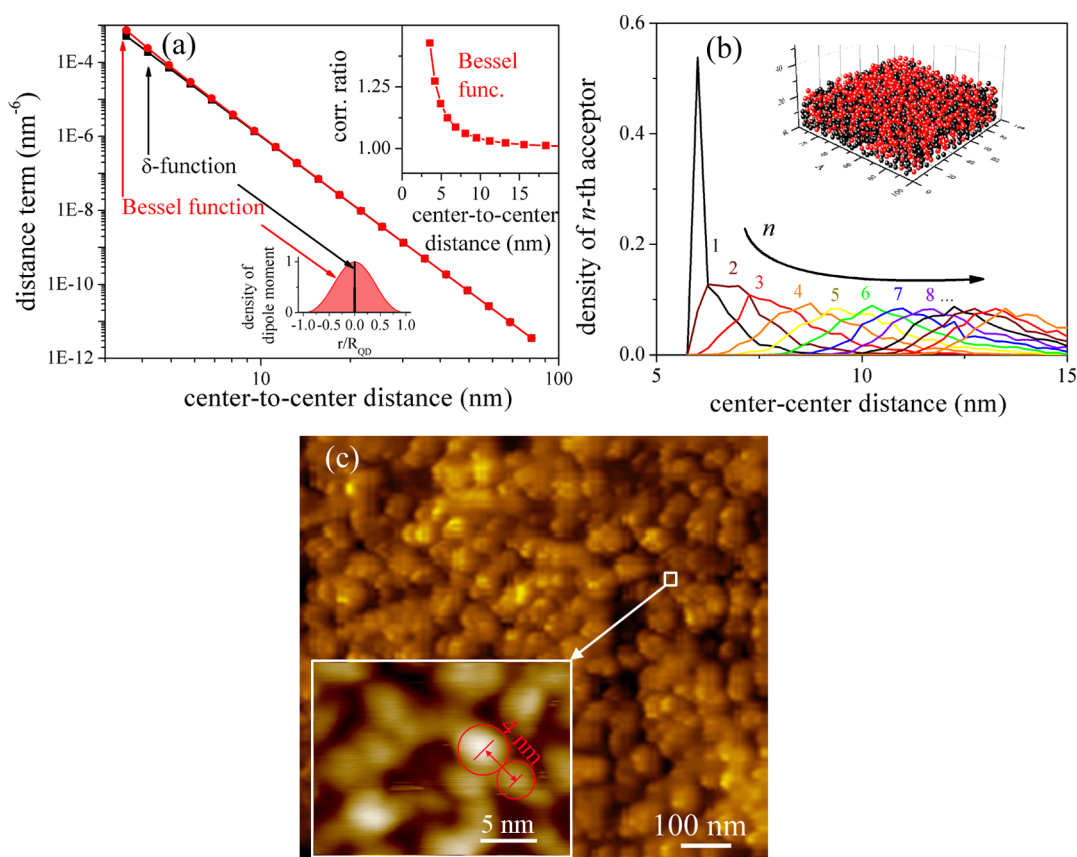 (a)
distance term (nm⁻⁶)
1E-4
1E-6
1E-8
1E-10
1E-12
10
100
center-to-center distance (nm)
δ-function
Bessel function
corr. ratio
1.25
1.00
0
5
10
15
center-to-center
distance (nm)
Bessel
func.
density of
dipole moment
1
0
-1.0
0.0
1.0
r/R_QD
(b)
density of n-th acceptor
0.6
0.4
0.2
0.0
5
10
15
center-center distance (nm)
n
1
2
3
4
5
6
7
8 ...
(c)
4 nm
5 nm
100 nm